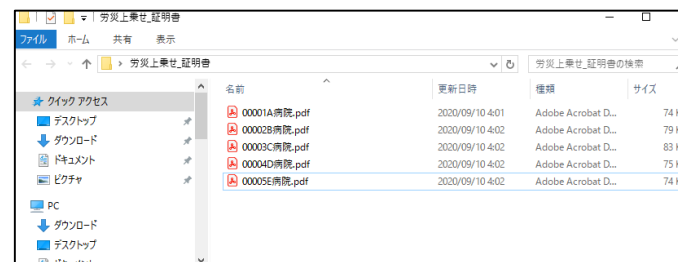 労災上乗せ_証明書
ファイル ホーム 共有 表示
労災上乗せ_証明書 労災上乗せ_証明書の検索
名前 更新日時 種類 サイズ
クイック アクセス
デスクトップ
ダウンロード
ドキュメント
ピクチャ
PC
ダウンロード
デスクトップ
00001A病院.pdf 2020/09/10 4:01 Adobe Acrobat D... 74
00002B病院.pdf 2020/09/10 4:02 Adobe Acrobat D... 79
00003C病院.pdf 2020/09/10 4:02 Adobe Acrobat D... 83
00004D病院.pdf 2020/09/10 4:02 Adobe Acrobat D... 75
00005E病院.pdf 2020/09/10 4:02 Adobe Acrobat D... 74